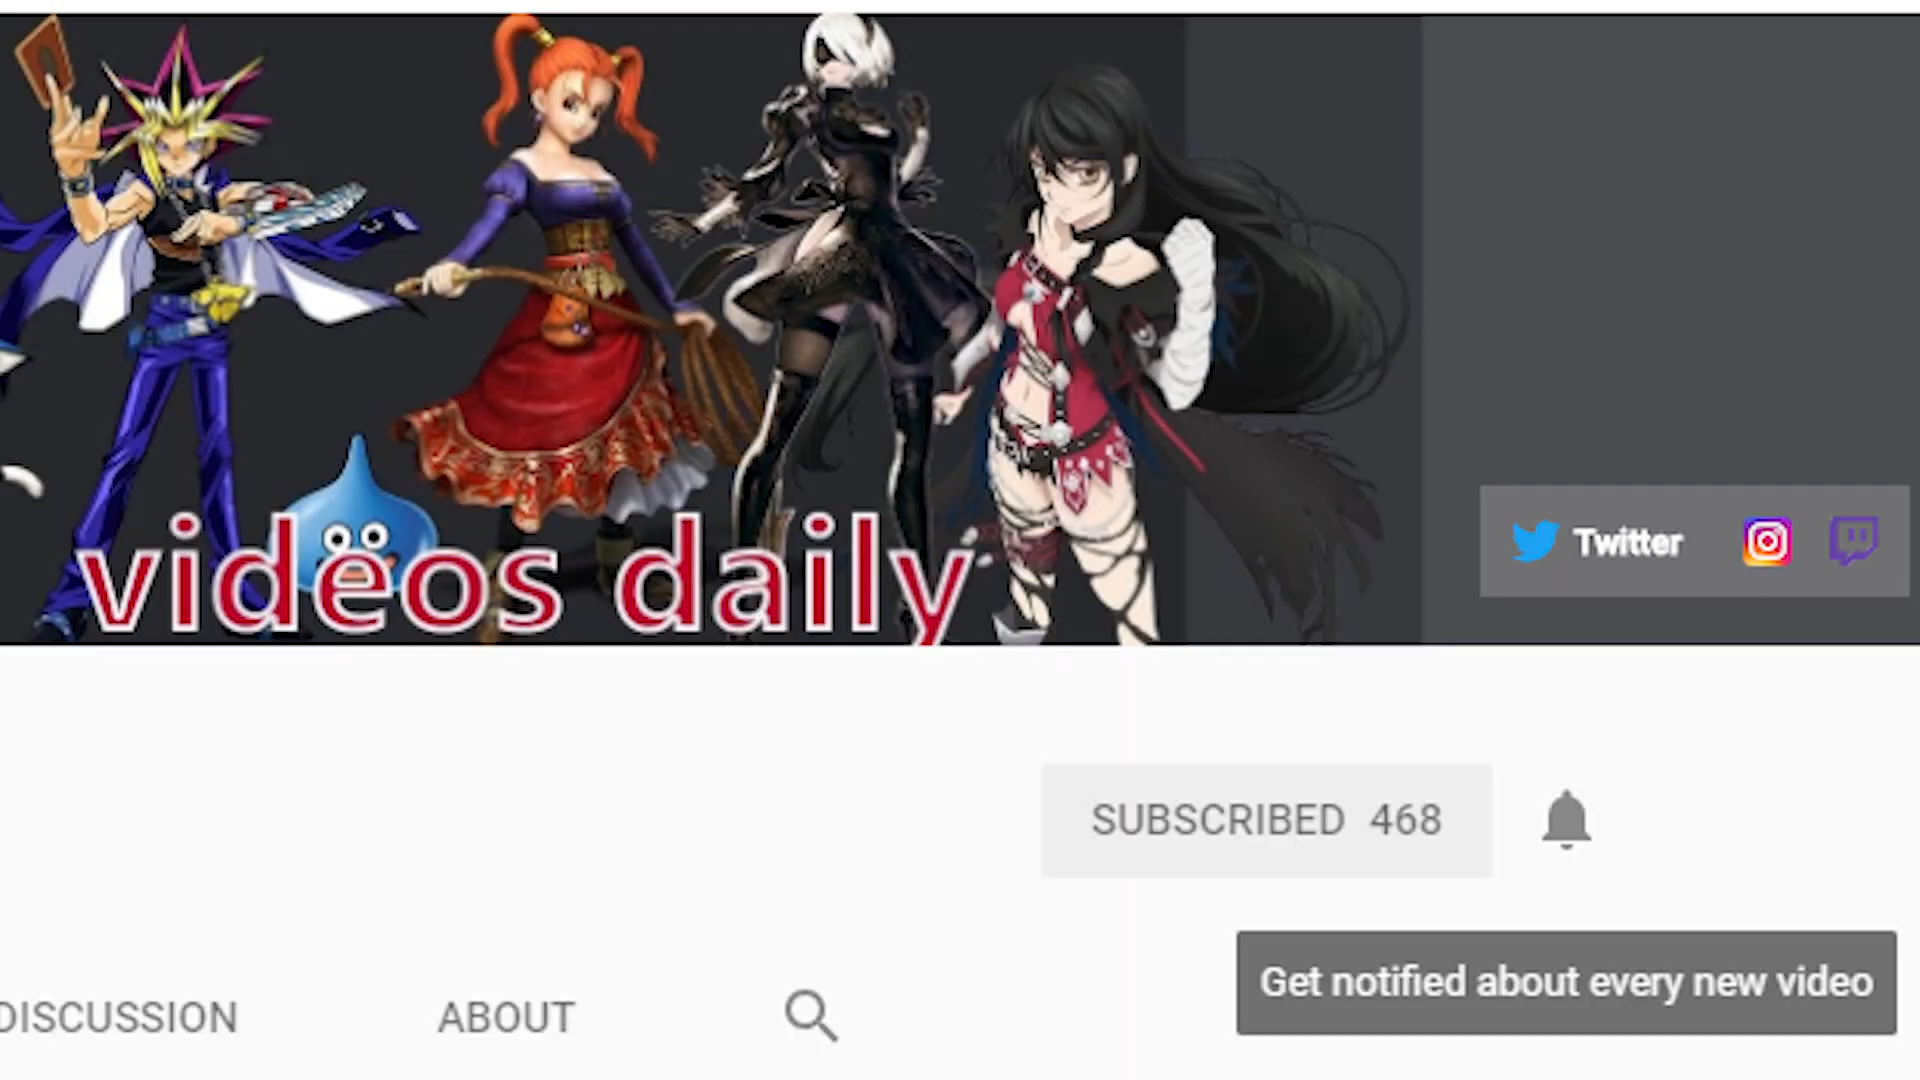 videos daily
Twitter
SUBSCRIBED 468
Get notified about every new video
DISCUSSION ABOUT